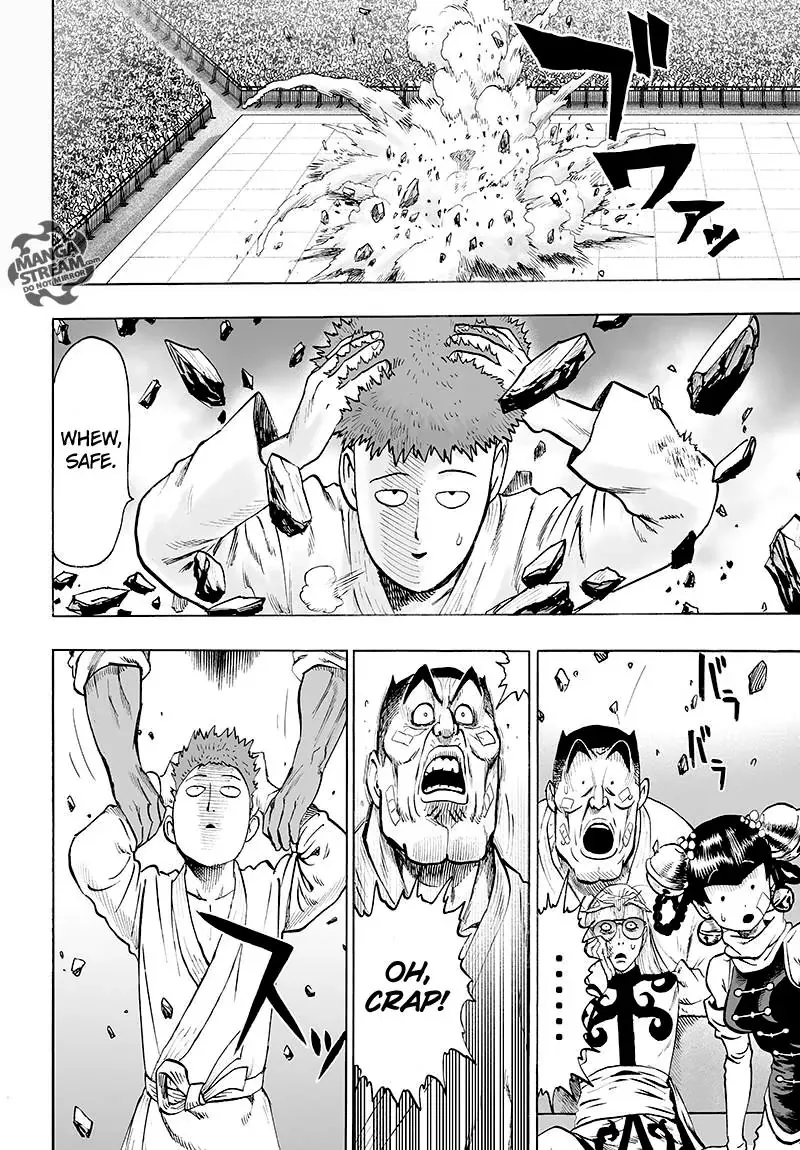 ブ
ワァッ
MANGA
STREAM.com
DO NOT MIRROR!
WHEW,
SAFE.
バ
ラ
バ
ラ
......
OH,
CRAP!
スッ